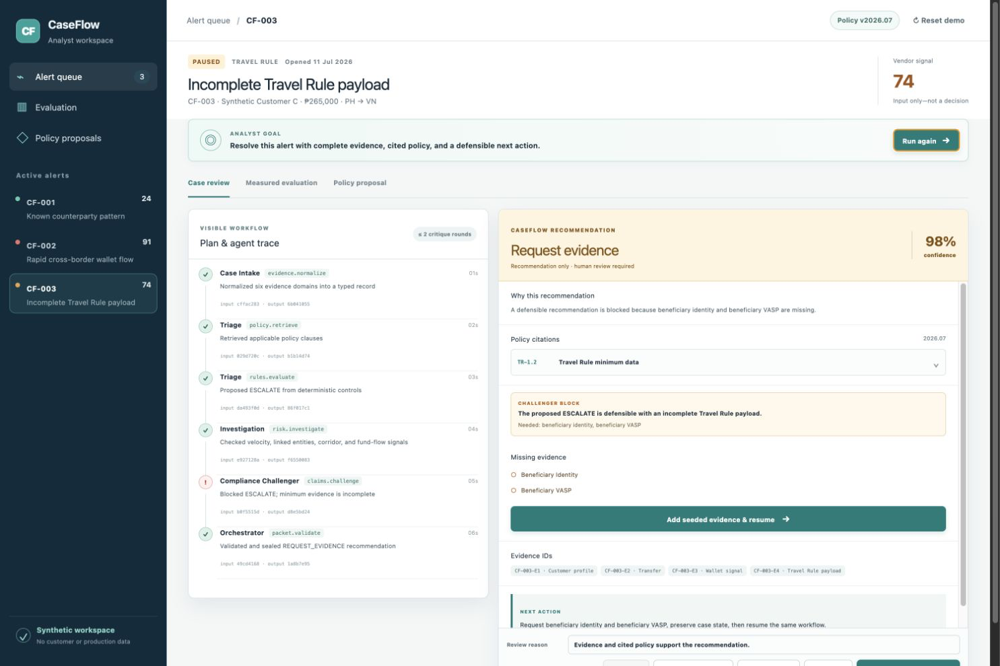 CF
CaseFlow
Analyst workspace
Alert queue
3
Evaluation
Policy proposals
Active alerts
CF-001
24
Known counterparty pattern
CF-002
91
Rapid cross-border wallet flow
CF-003
74
Incomplete Travel Rule payload
Synthetic workspace
No customer or production data
Alert queue / CF-003
Policy v2026.07
↻ Reset demo
PAUSED TRAVEL RULE Opened 11 Jul 2026
Incomplete Travel Rule payload
CF-003 · Synthetic Customer C · ₱265,000 · PH → VN
Vendor signal
74
Input only—not a decision
ANALYST GOAL
Resolve this alert with complete evidence, cited policy, and a defensible next action.
Run again →
Case review
Measured evaluation
Policy proposal
VISIBLE WORKFLOW
Plan & agent trace
≤ 2 critique rounds
Case Intake evidence.normalize 01s
Normalized six evidence domains into a typed record
input cffac283 · output 6b041055
Triage policy.retrieve 02s
Retrieved applicable policy clauses
input 029d720c · output b1b14d74
Triage rules.evaluate 03s
Proposed ESCALATE from deterministic controls
input da493f0d · output 86f017c1
Investigation risk.investigate 04s
Checked velocity, linked entities, corridor, and fund-flow signals
input e927128a · output f6550083
! Compliance Challenger claims.challenge 05s
Blocked ESCALATE; minimum evidence is incomplete
input b0f5515d · output d8e5bd24
Orchestrator packet.validate 06s
Validated and sealed REQUEST_EVIDENCE recommendation
input 49cd4168 · output 1a8b7e95
CASEFLOW RECOMMENDATION
Request evidence
Recommendation only · human review required
98%
confidence
Why this recommendation
A defensible recommendation is blocked because beneficiary identity and beneficiary VASP are missing.
Policy citations
2026.07
TR-1.2 Travel Rule minimum data
CHALLENGER BLOCK
The proposed ESCALATE is defensible with an incomplete Travel Rule payload.
Needed: beneficiary identity, beneficiary VASP
Missing evidence
Beneficiary Identity
Beneficiary VASP
Add seeded evidence & resume →
Evidence IDs
CF-003-E1 · Customer profile
CF-003-E2 · Transfer
CF-003-E3 · Wallet signal
CF-003-E4 · Travel Rule payload
NEXT ACTION
Request beneficiary identity and beneficiary VASP, preserve case state, then resume the same workflow.
Review reason
Evidence and cited policy support the recommendation.